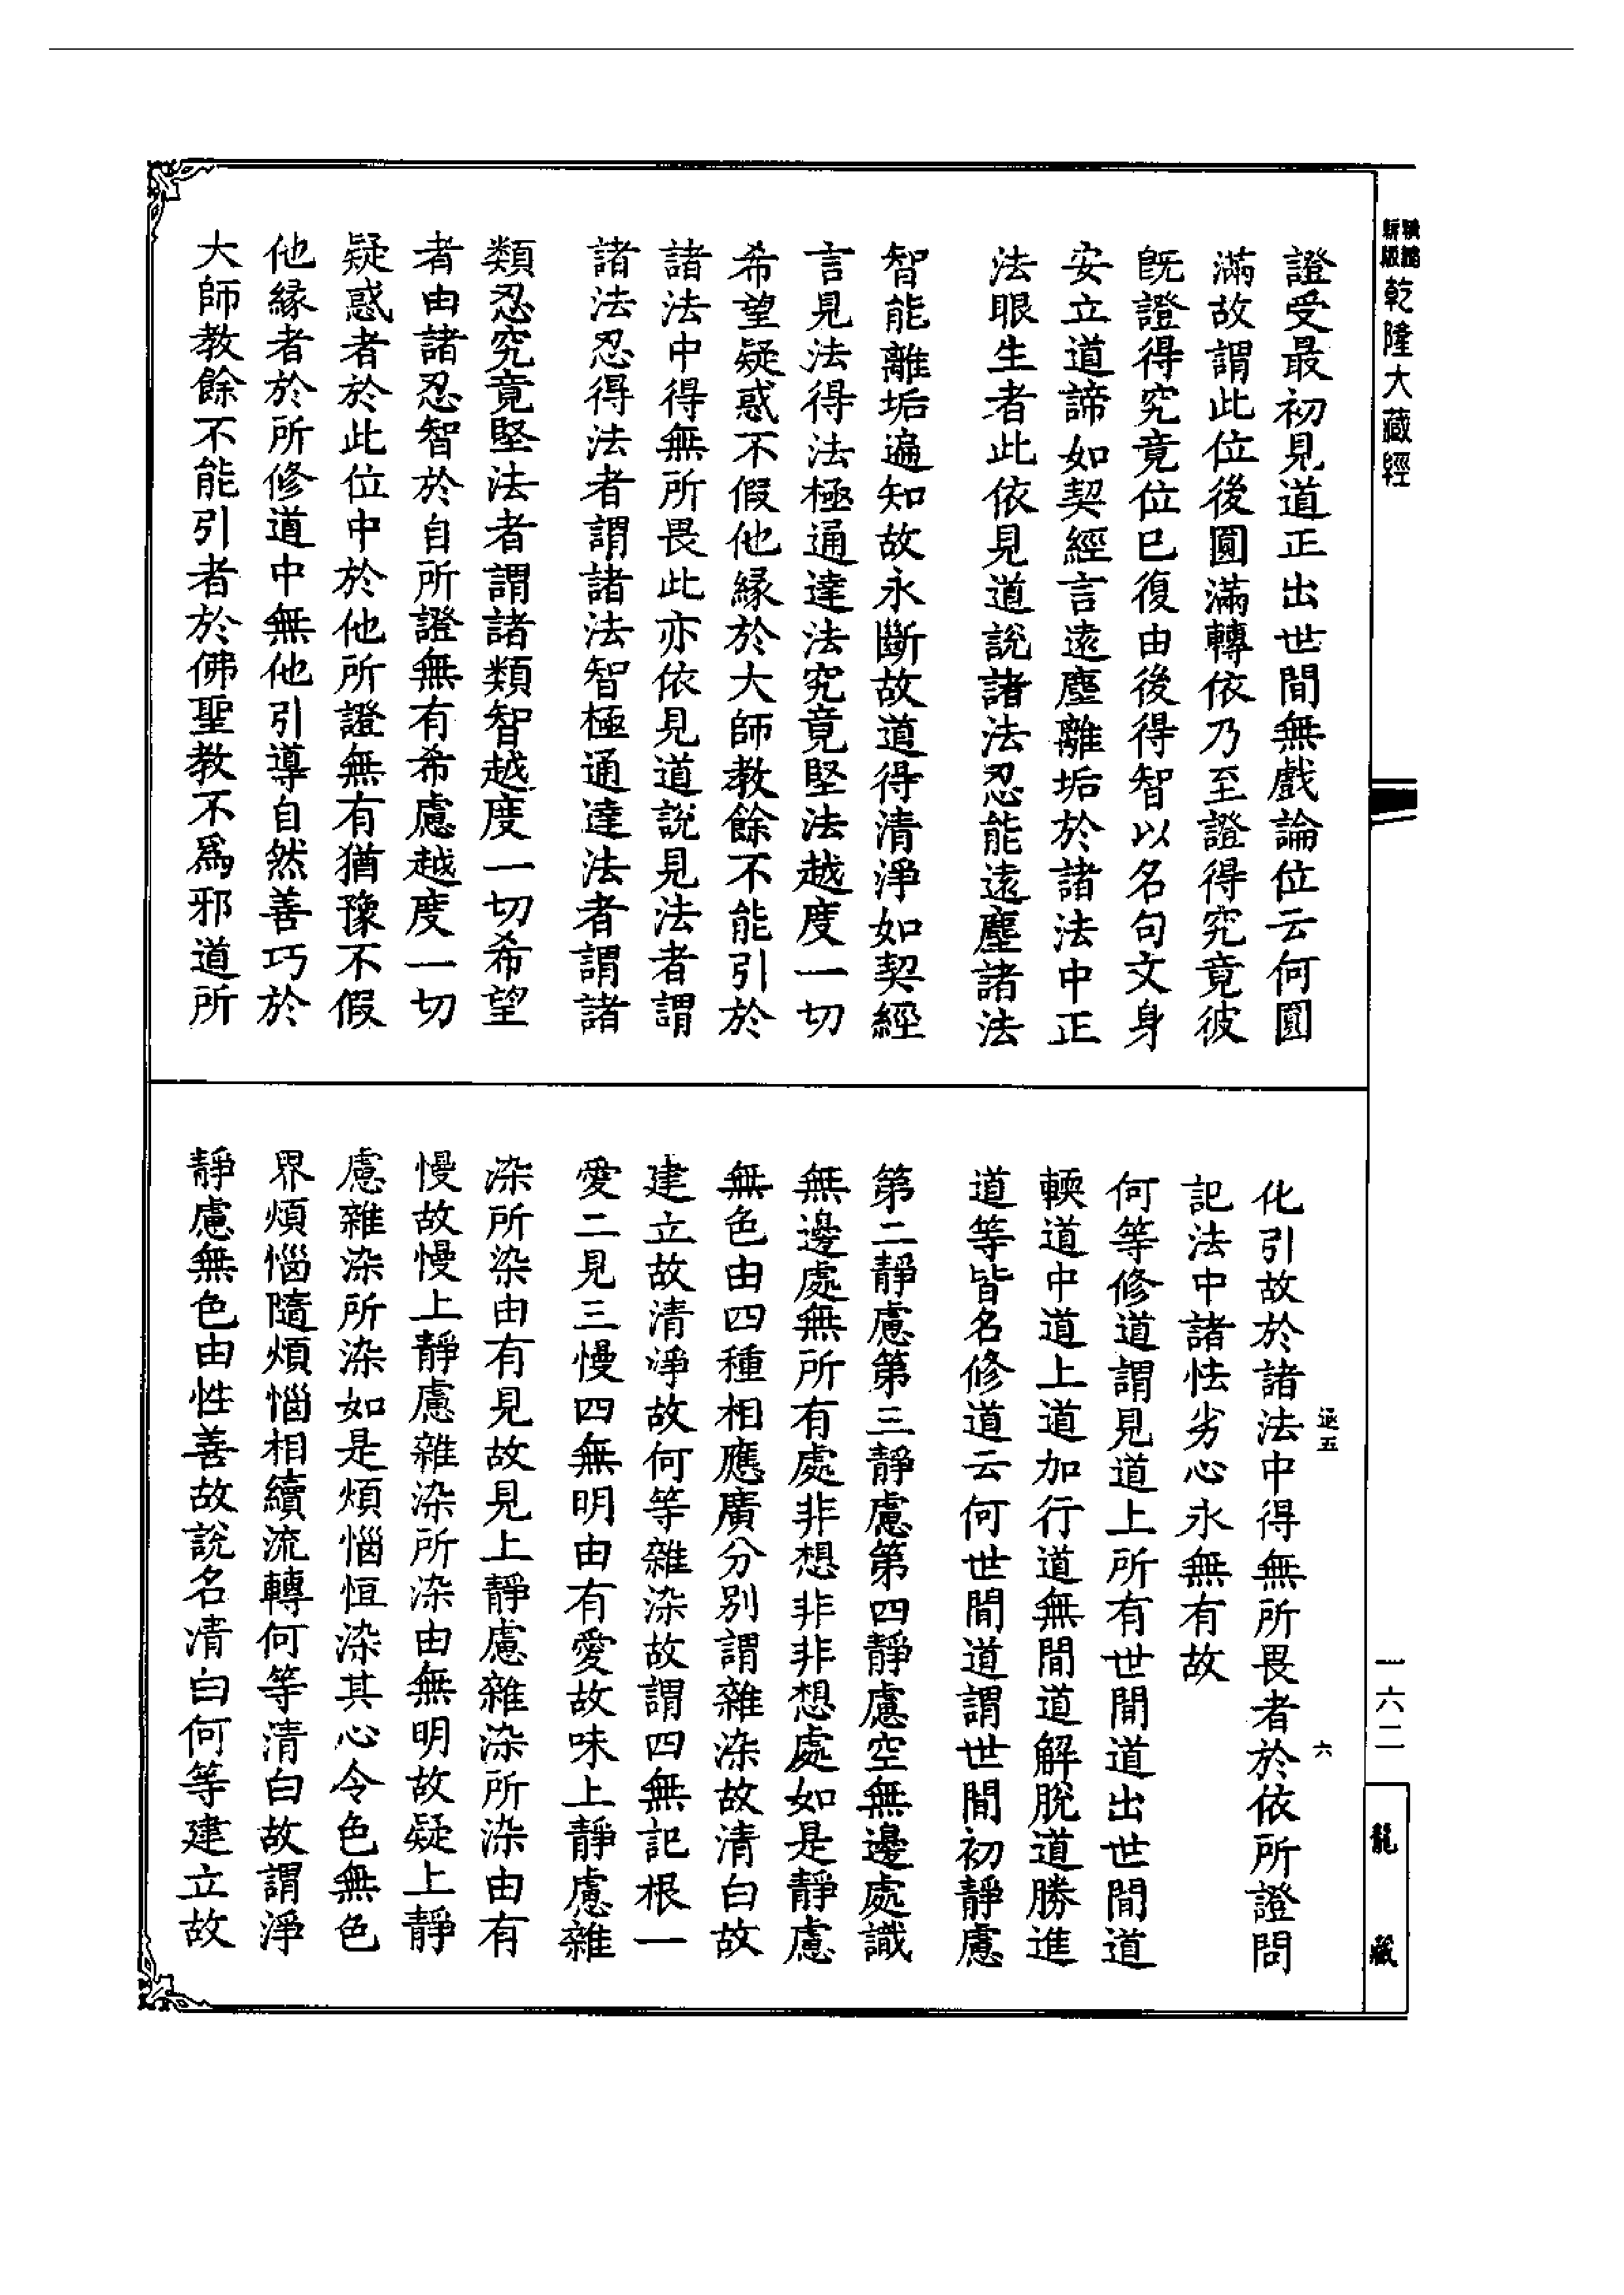 乾隆大藏經
證受最初見道正出世間無戲論位云何圓
滿故謂此位後圓滿轉依乃至證得究竟彼
旣證得究竟位已復由後得智以名句文身
安立道諦如契經言遠塵離垢於諸法中正
法眼生者此依見道說諸法忍能遠塵諸法
智能離垢遍知故永斷故道得清淨如契經
言見法得法極通達法究竟堅法越度一切
希望疑惑不假他緣於大師教餘不能引於
諸法中得無所畏此亦依見道說見法者謂
諸法忍得法者謂諸法智極通達法者謂諸
類忍究竟堅法者謂諸類智越度一切希望
者由諸忍智於自所證無有希慮越度一切
疑惑者於此位中於他所證無有猶豫不假
他緣者於所修道中無他引導自然善巧於
大師教餘不能引者於佛聖教不爲邪道所
退五 六
化引故於諸法中得無所畏者於依所證問
記法中諸怯劣心永無有故
何等修道謂見道上所有世間道出世間道
輭道中道上道加行道無間道解脫道勝進
道等皆名修道云何世間道謂世間初靜慮
第二靜慮第三靜慮第四靜慮空無邊處識
無邊處無所有處非想非非想處如是靜慮
無色由四種相應廣分別謂雜染故清白故
建立故清淨故何等雜染故謂四無記根一
愛二見三慢四無明由有愛故味上靜慮雜
染所染由有見故見上靜慮雜染所染由有
慢故慢上靜慮雜染所染由無明故疑上靜
慮雜染所染如是煩惱恒染其心令色無色
界煩惱隨煩惱相續流轉何等清白故謂淨
靜慮無色由性善故說名清白何等建立故
一六二
龍藏